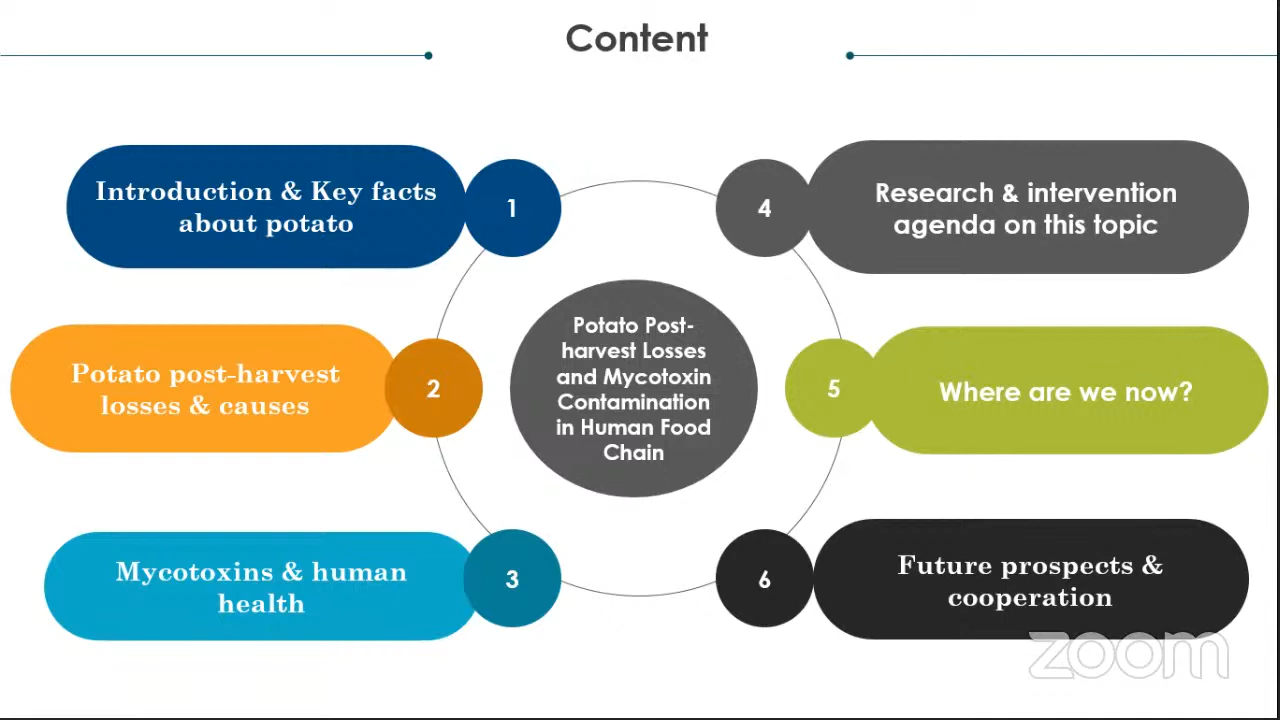 Content
Introduction & Key facts
about potato
1
Potato post-harvest
losses & causes
2
Mycotoxins & human
health
3
Potato Post-
harvest Losses
and Mycotoxin
Contamination
in Human Food
Chain
4
Research & intervention
agenda on this topic
5
Where are we now?
6
Future prospects &
cooperation
zoom